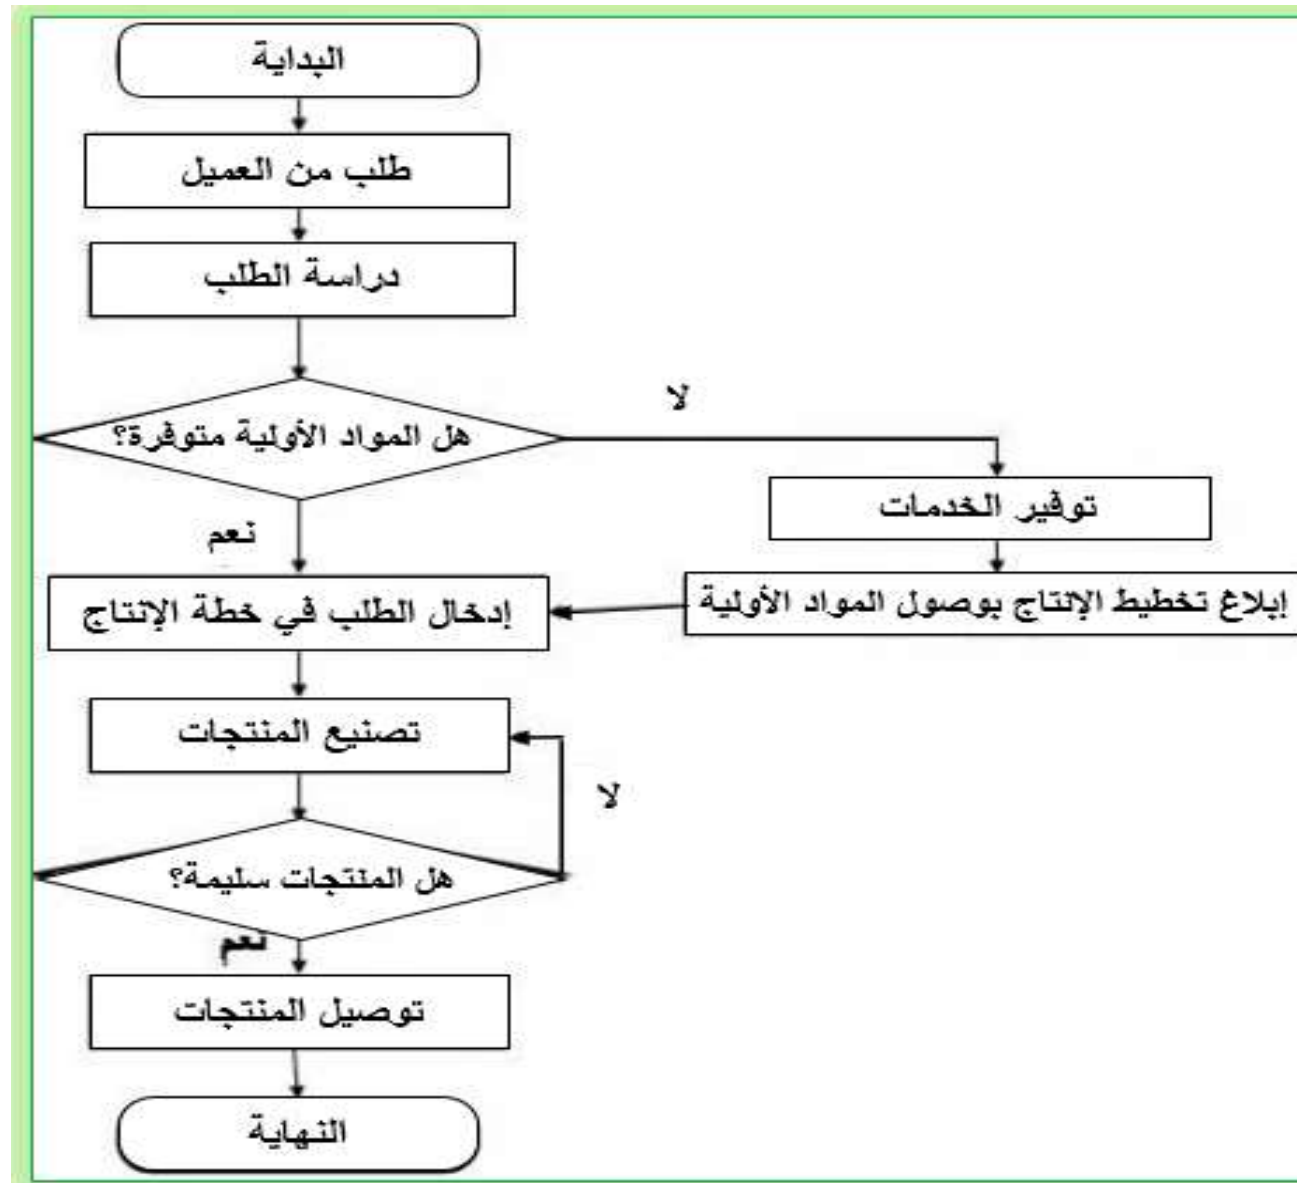 البداية
طلب من العميل
دراسة الطلب
هل المواد الأولية متوفرة؟
لا
توفير الخدمات
نعم
إبلاغ تخطيط الإنتاج بوصول المواد الأولية
إدخال الطلب في خطة الإنتاج
تصنيع المنتجات
لا
هل المنتجات سليمة؟
نعم
توصيل المنتجات
النهاية